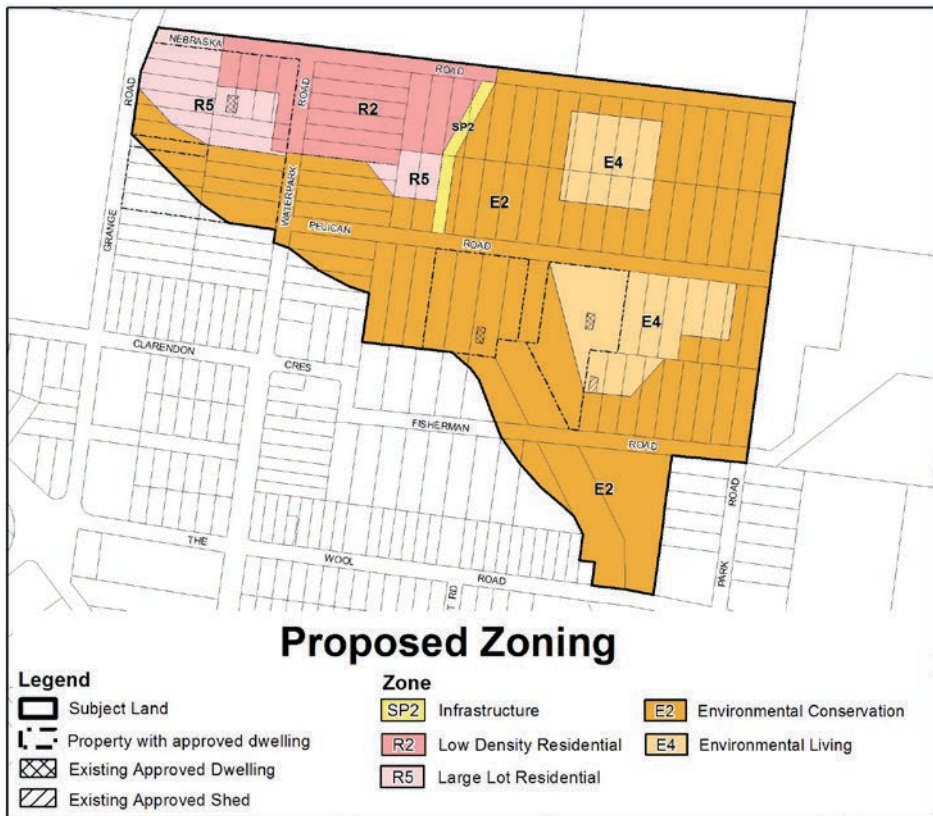 NEBRASKA
ROAD
ROAD
ROAD
R5
R2
SP2
E4
R5
E2
WATERPARK
PELICAN
ROAD
GRANGE
E4
CLARENDON
CRES
FISHERMAN
ROAD
E2
ROAD
PARK
THE
WOOL
ROAD
RD
Proposed Zoning
Legend
Subject Land
Property with approved dwelling
Existing Approved Dwelling
Existing Approved Shed
Zone
SP2 Infrastructure
R2 Low Density Residential
R5 Large Lot Residential
E2 Environmental Conservation
E4 Environmental Living